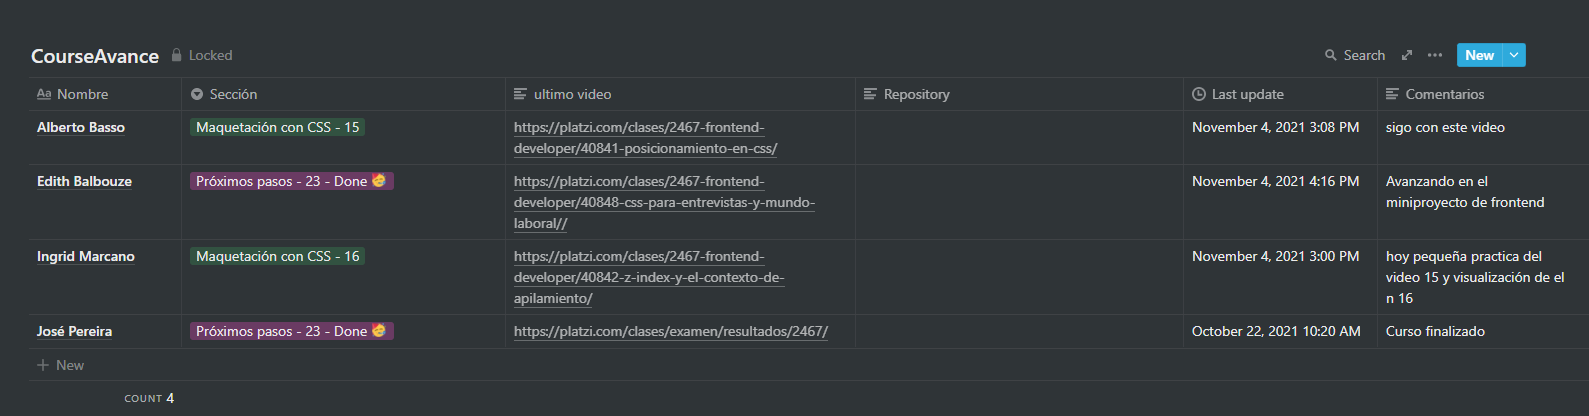 CourseAvance Locked Search New
Nombre Sección ultimo video Repository Last update Comentarios
Alberto Basso Maquetación con CSS - 15 https://platzi.com/clases/2467-frontend- November 4, 2021 3:08 PM sigo con este video
developer/40841-posicionamiento-en-css/
Edith Balbouze Próximos pasos - 23 - Done 🥳 https://platzi.com/clases/2467-frontend- November 4, 2021 4:16 PM Avanzando en el
developer/40848-css-para-entrevistas-y-mundo- miniproyecto de frontend
laboral//
Ingrid Marcano Maquetación con CSS - 16 https://platzi.com/clases/2467-frontend- November 4, 2021 3:00 PM hoy pequeña practica del
developer/40842-z-index-y-el-contexto-de- video 15 y visualización de el
apilamiento/ n 16
José Pereira Próximos pasos - 23 - Done 🥳 https://platzi.com/clases/examen/resultados/2467/ October 22, 2021 10:20 AM Curso finalizado
New
COUNT 4